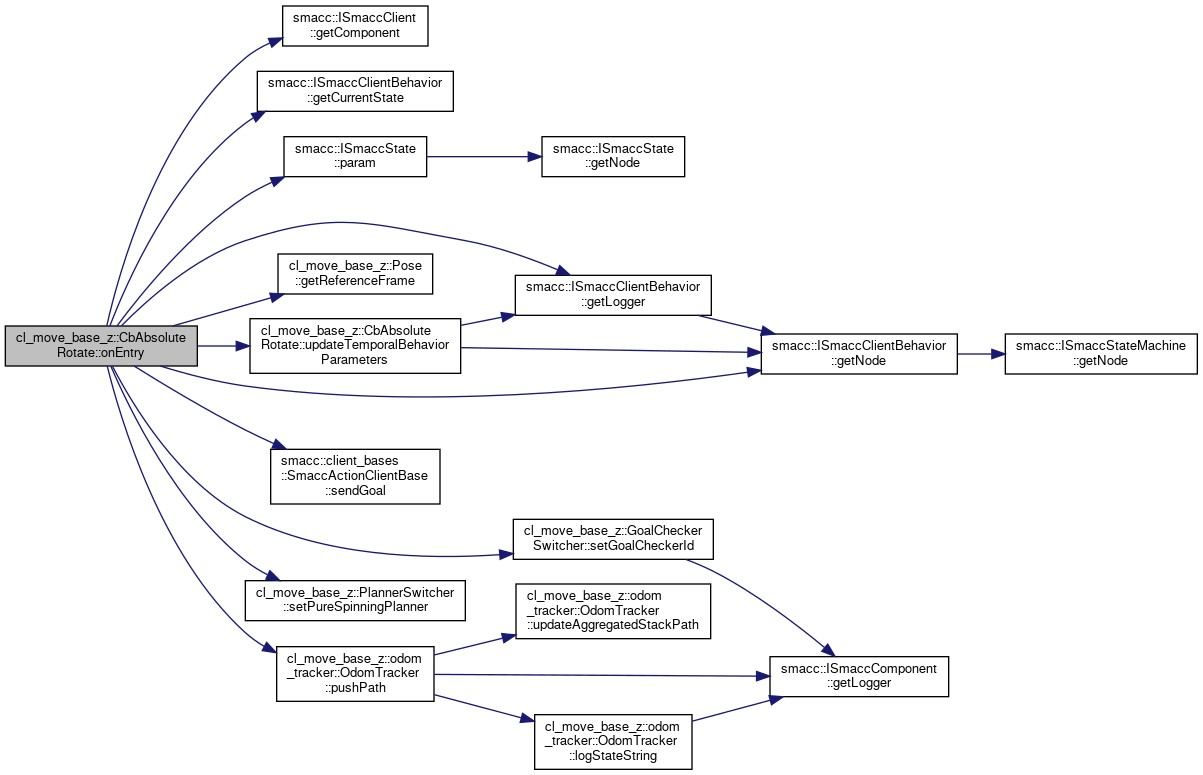 smacc::ISmaccClient
::getComponent
smacc::ISmaccClientBehavior
::getCurrentState
smacc::ISmaccState
::param
smacc::ISmaccState
::getNode
cl_move_base_z::Pose
::getReferenceFrame
smacc::ISmaccClientBehavior
::getLogger
cl_move_base_z::CbAbsolute
Rotate::onEntry
cl_move_base_z::CbAbsolute
Rotate::updateTemporalBehavior
Parameters
smacc::ISmaccClientBehavior
::getNode
smacc::ISmaccStateMachine
::getNode
smacc::client_bases
::SmaccActionClientBase
::sendGoal
cl_move_base_z::GoalChecker
Switcher::setGoalCheckerId
cl_move_base_z::PlannerSwitcher
::setPureSpinningPlanner
cl_move_base_z::odom
_tracker::OdomTracker
::updateAggregatedStackPath
cl_move_base_z::odom
_tracker::OdomTracker
::pushPath
smacc::ISmaccComponent
::getLogger
cl_move_base_z::odom
_tracker::OdomTracker
::logStateString